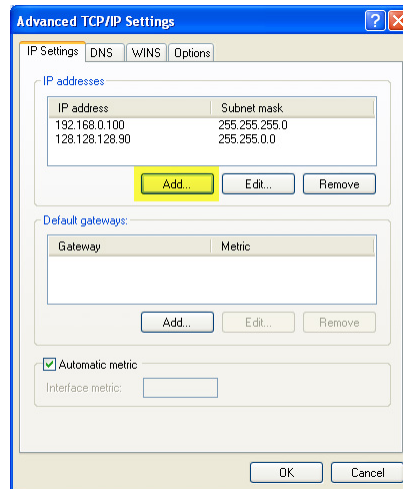 Advanced TCP/IP Settings
IP Settings DNS WINS Options
IP addresses
IP address Subnet mask
192.168.0.100 255.255.255.0
128.128.128.90 255.255.0.0
Add... Edit... Remove
Default gateways:
Gateway Metric
Add... Edit... Remove
Automatic metric
Interface metric:
OK Cancel